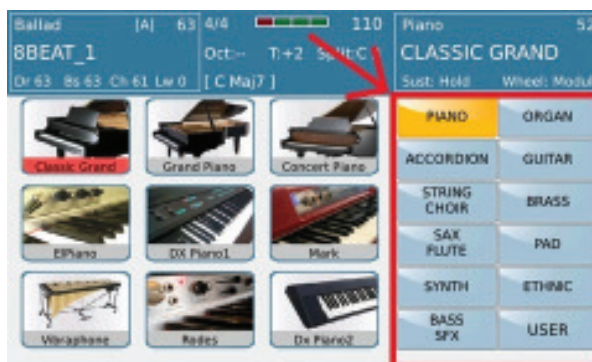 Ballad [A] 63
8BEAT_1
Dr 63 Bs 63 Ch 61 Lw 0
4/4 110
Oct:-- T:+2 Split:C
[ C Maj7 ]
Piano 52
CLASSIC GRAND
Sust: Hold Wheel: Modul
Classic Grand
Grand Piano
Concert Piano
ElPiano
DX Piano1
Mark
Vibraphone
Rodes
Dx Piano2
PIANO
ORGAN
ACCORDION
GUITAR
STRING
CHOIR
BRASS
SAX
FLUTE
PAD
SYNTH
ETHNIC
BASS
SFX
USER